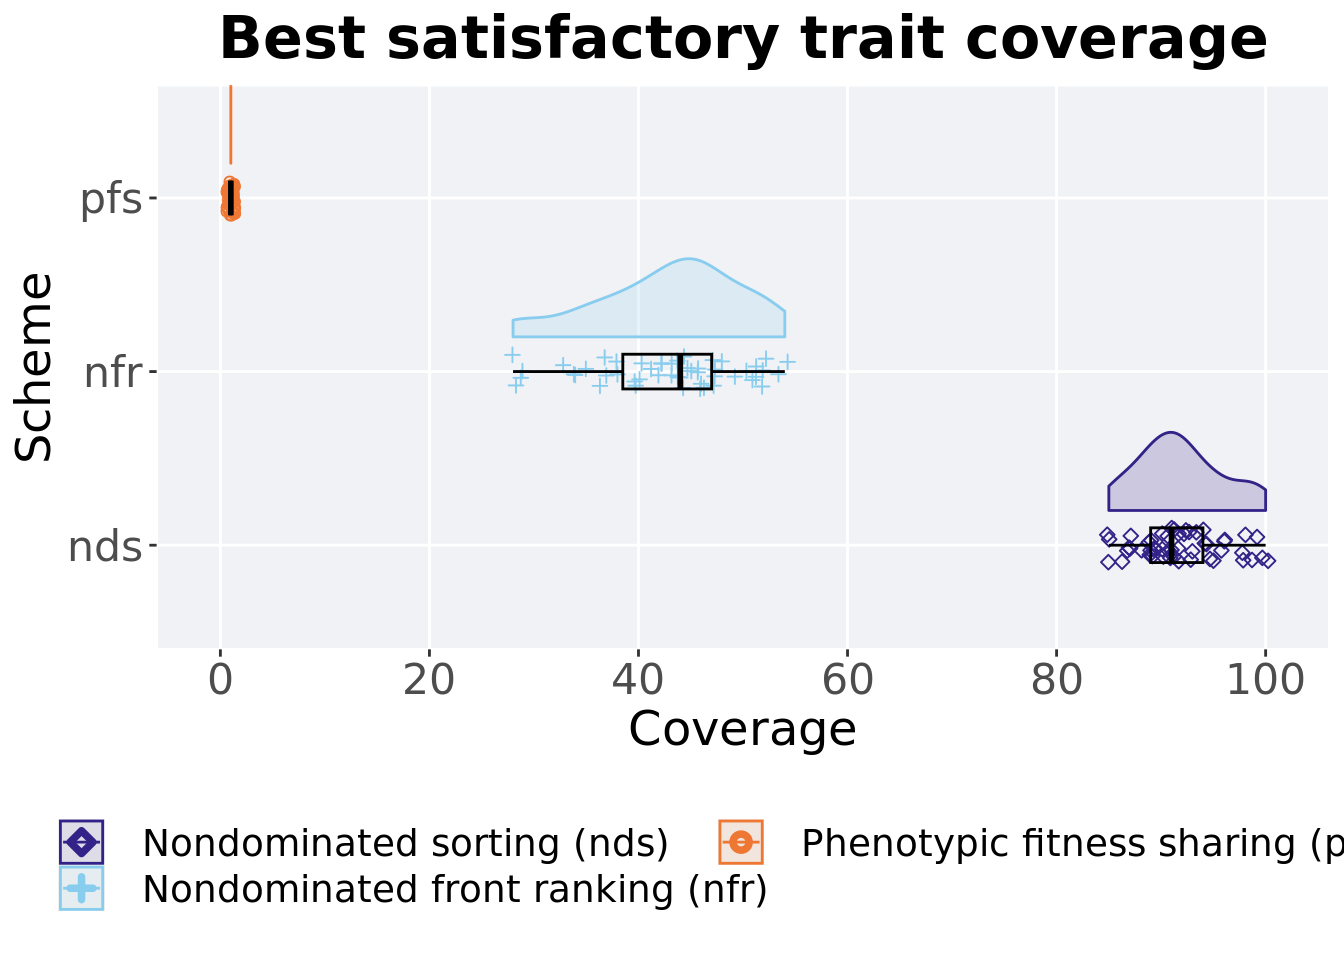 Best satisfactory trait coverage
Scheme
pfs
nfr
nds
0 20 40 60 80 100
Coverage
Nondominated sorting (nds) Phenotypic fitness sharing (p
Nondominated front ranking (nfr)